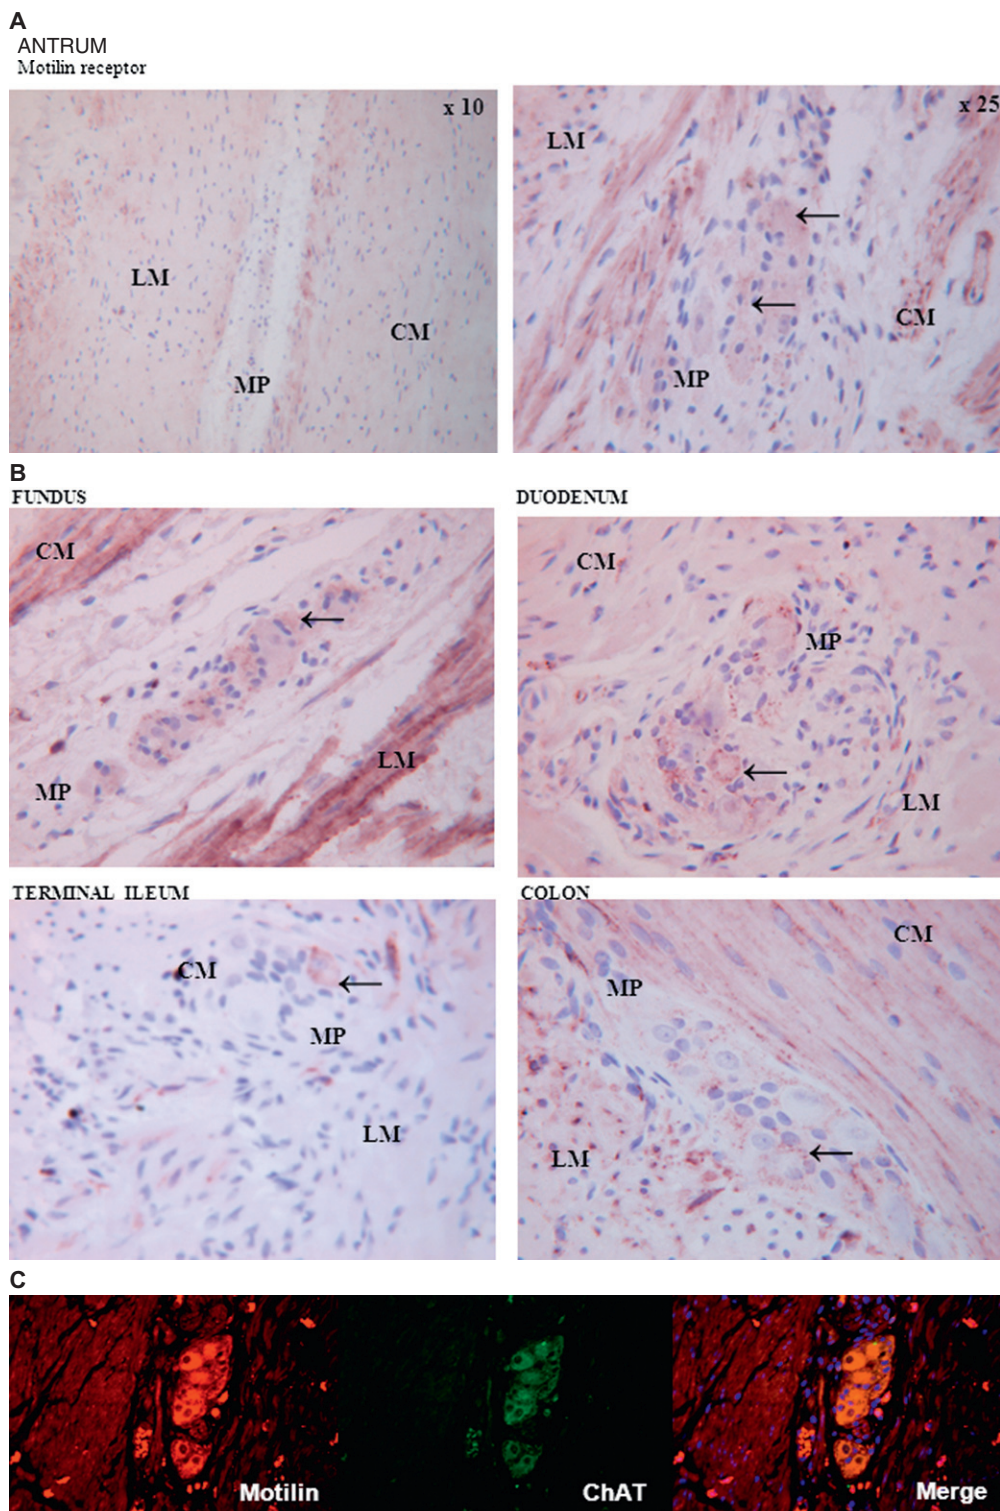 A
ANTRUM
Motilin receptor
x 10
x 25
LM
LM
CM
CM
MP
MP
B
FUNDUS
DUODENUM
CM
CM
MP
LM
MP
LM
TERMINAL ILEUM
COLON
CM
CM
MP
MP
LM
LM
C
Motilin
ChAT
Merge